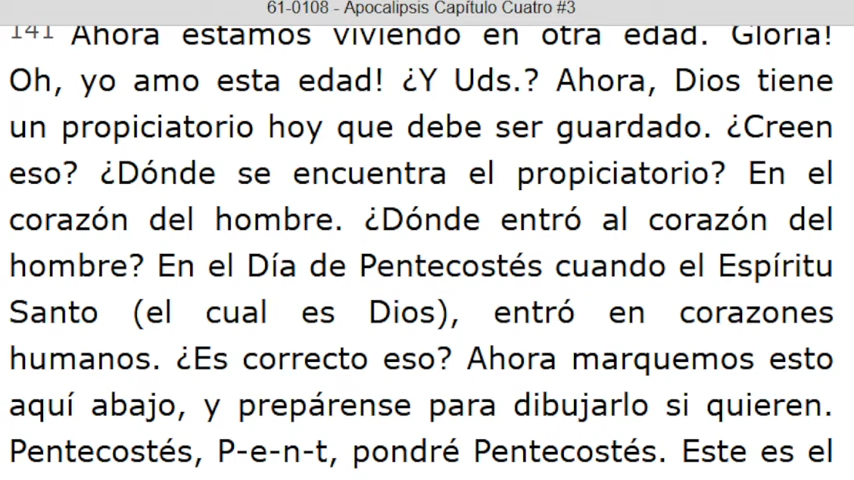 61-0108 - Apocalipsis Capítulo Cuatro #3
141 Ahora estamos viviendo en otra edad. Gloria!
Oh, yo amo esta edad! ¿Y Uds.? Ahora, Dios tiene
un propiciatorio hoy que debe ser guardado. ¿Creen
eso? ¿Dónde se encuentra el propiciatorio? En el
corazón del hombre. ¿Dónde entró al corazón del
hombre? En el Día de Pentecostés cuando el Espíritu
Santo (el cual es Dios), entró en corazones
humanos. ¿Es correcto eso? Ahora marquemos esto
aquí abajo, y prepárense para dibujarlo si quieren.
Pentecostés, P-e-n-t, pondré Pentecostés. Este es el